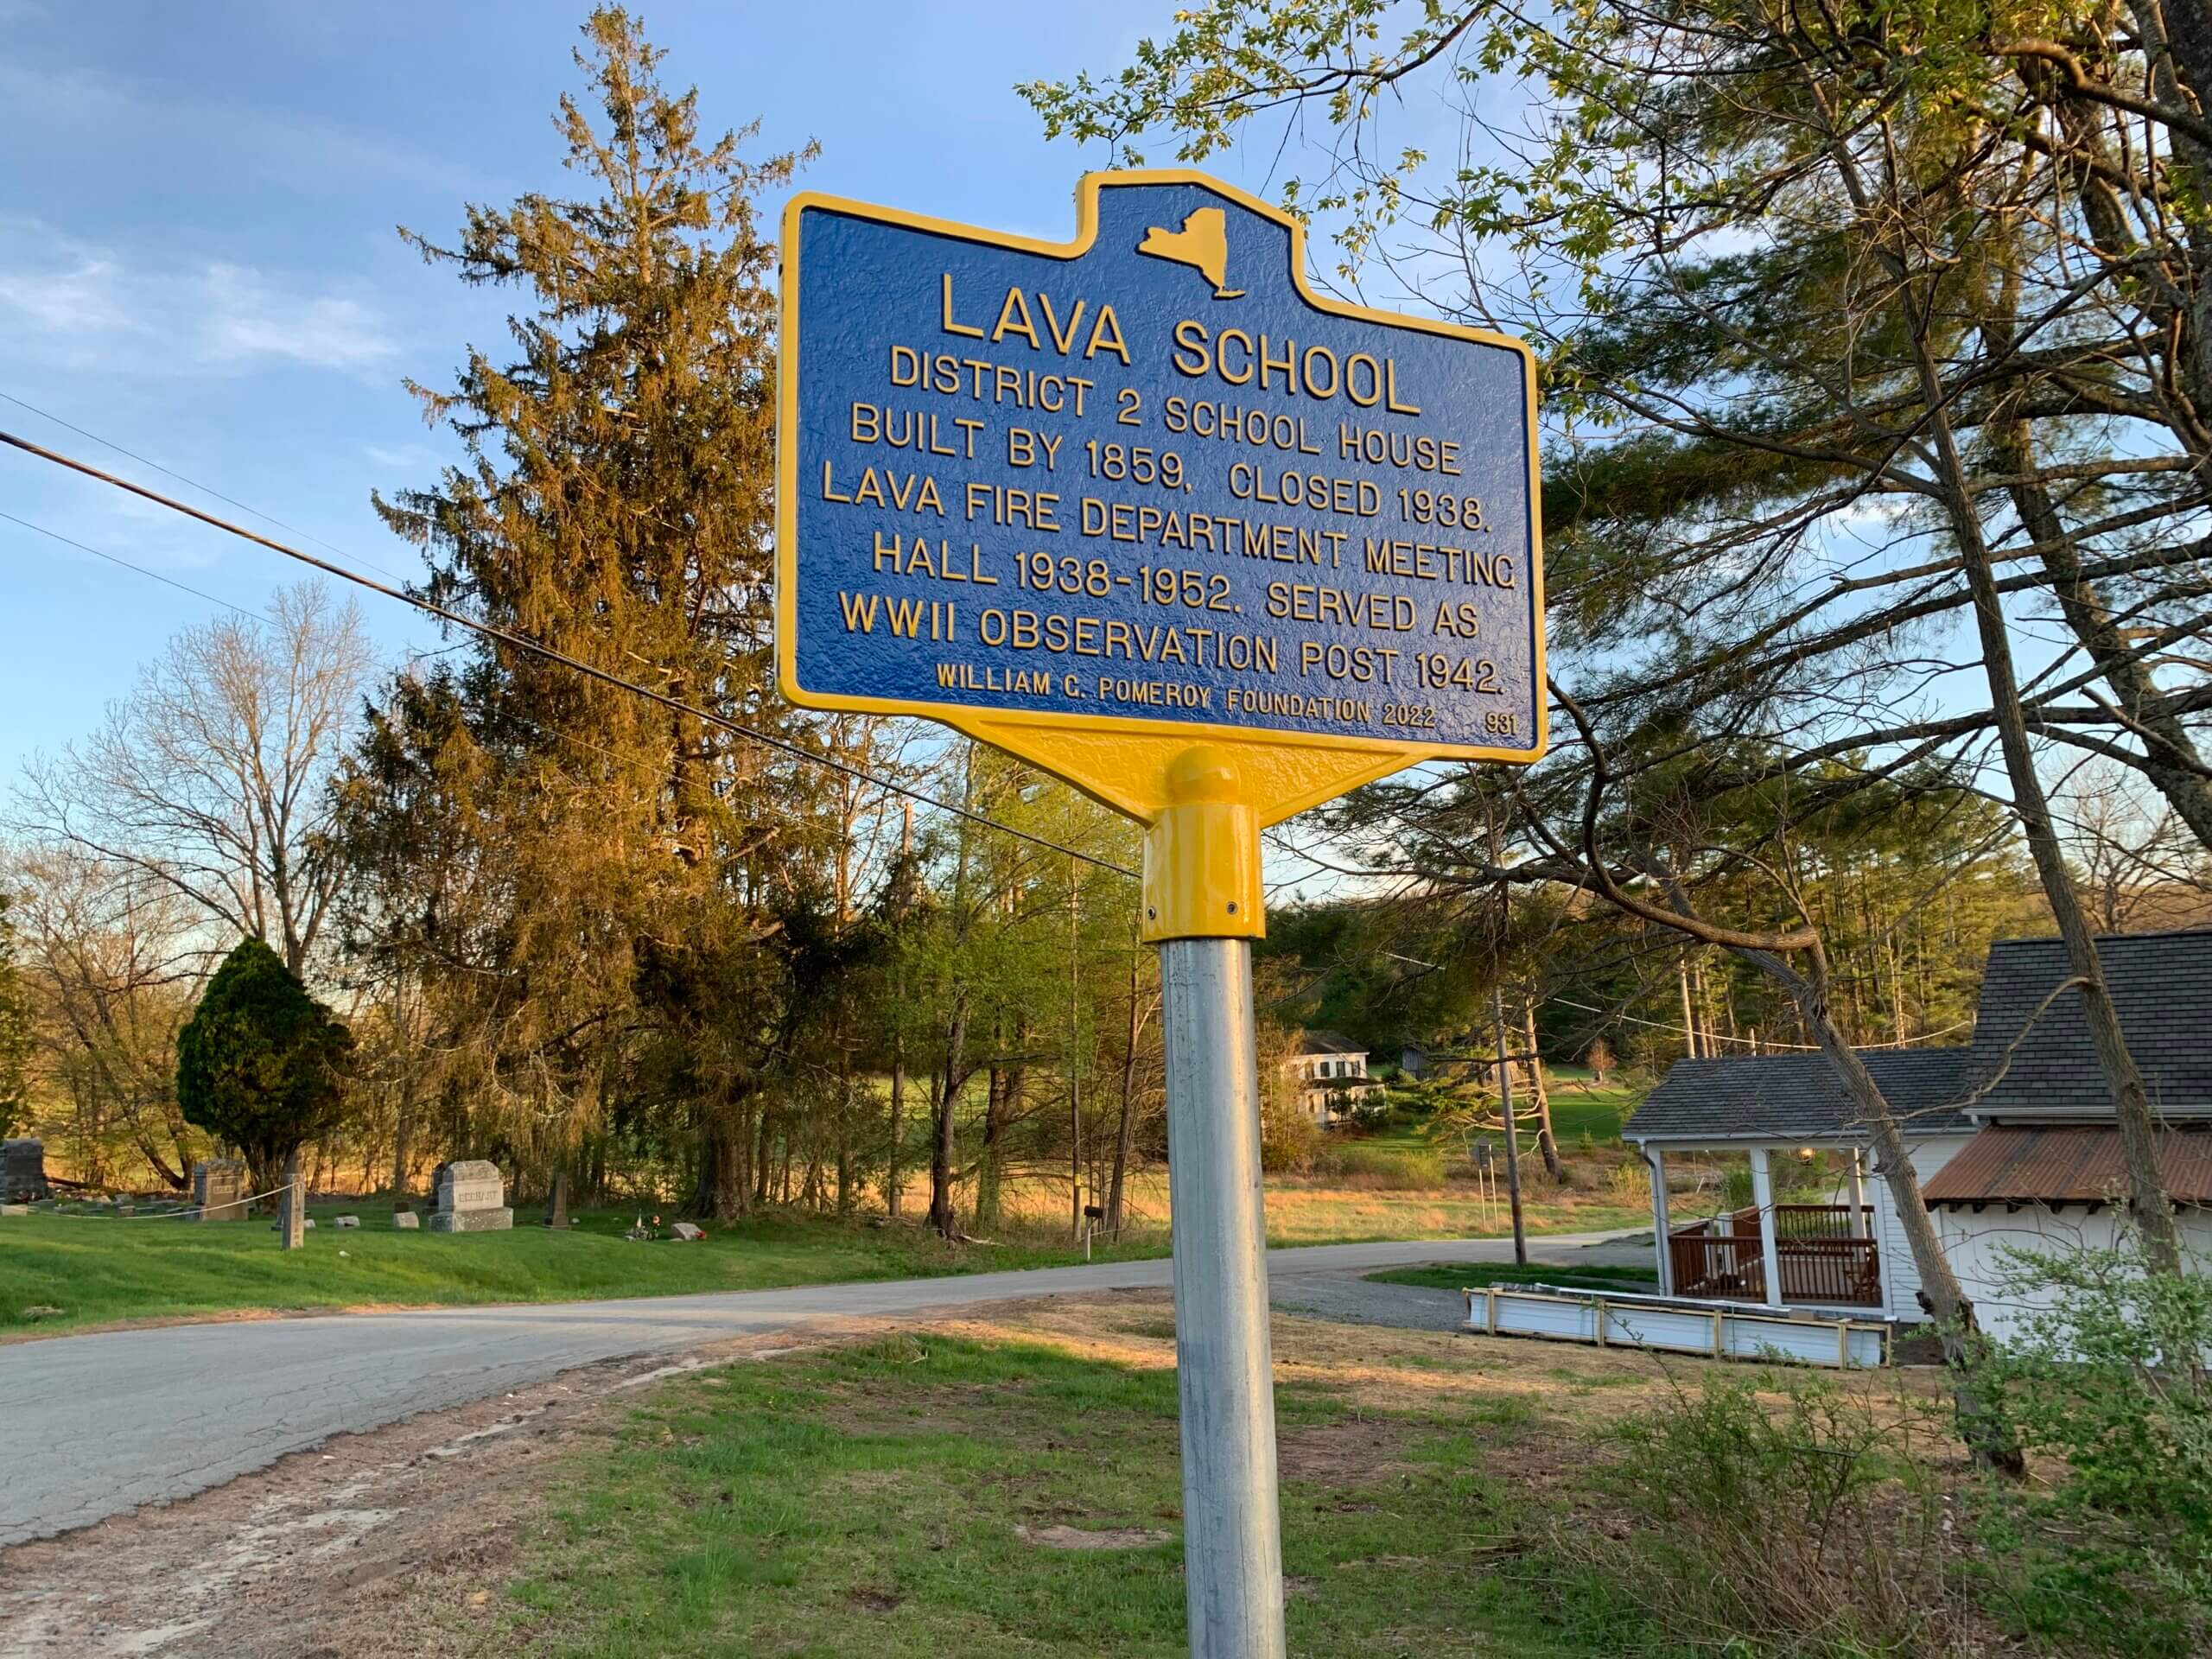 LAVA SCHOOL
DISTRICT 2 SCHOOL HOUSE
BUILT BY 1859. CLOSED 1938.
LAVA FIRE DEPARTMENT MEETING
HALL 1938-1952. SERVED AS
WWII OBSERVATION POST 1942.
WILLIAM G. POMEROY FOUNDATION 2022 931